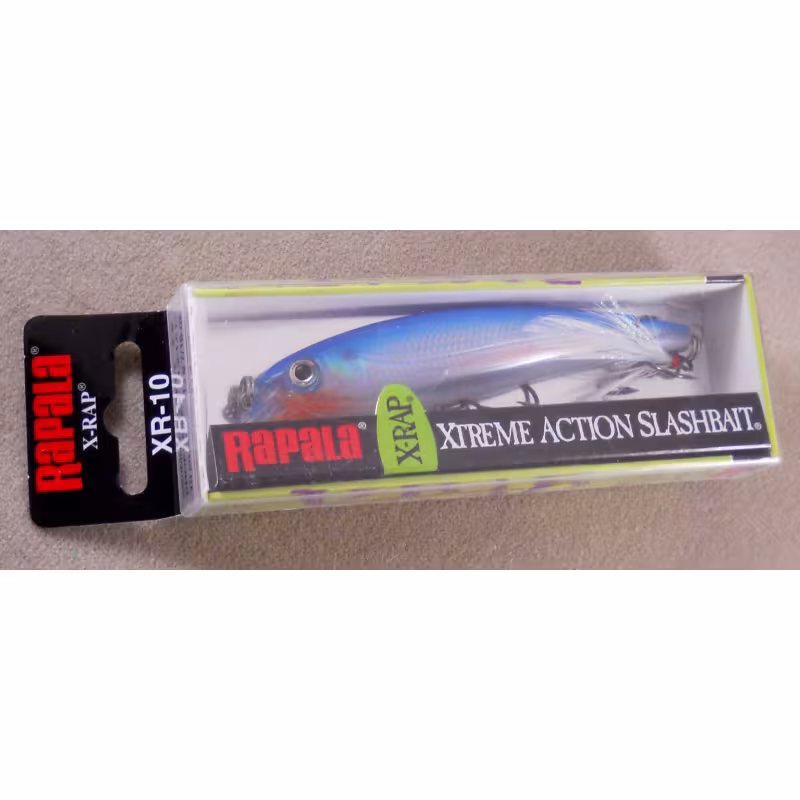 RAPALA®
X-RAP®
XR-10
RAPALA®
X-RAP®
XTREME ACTION SLASHBAIT®